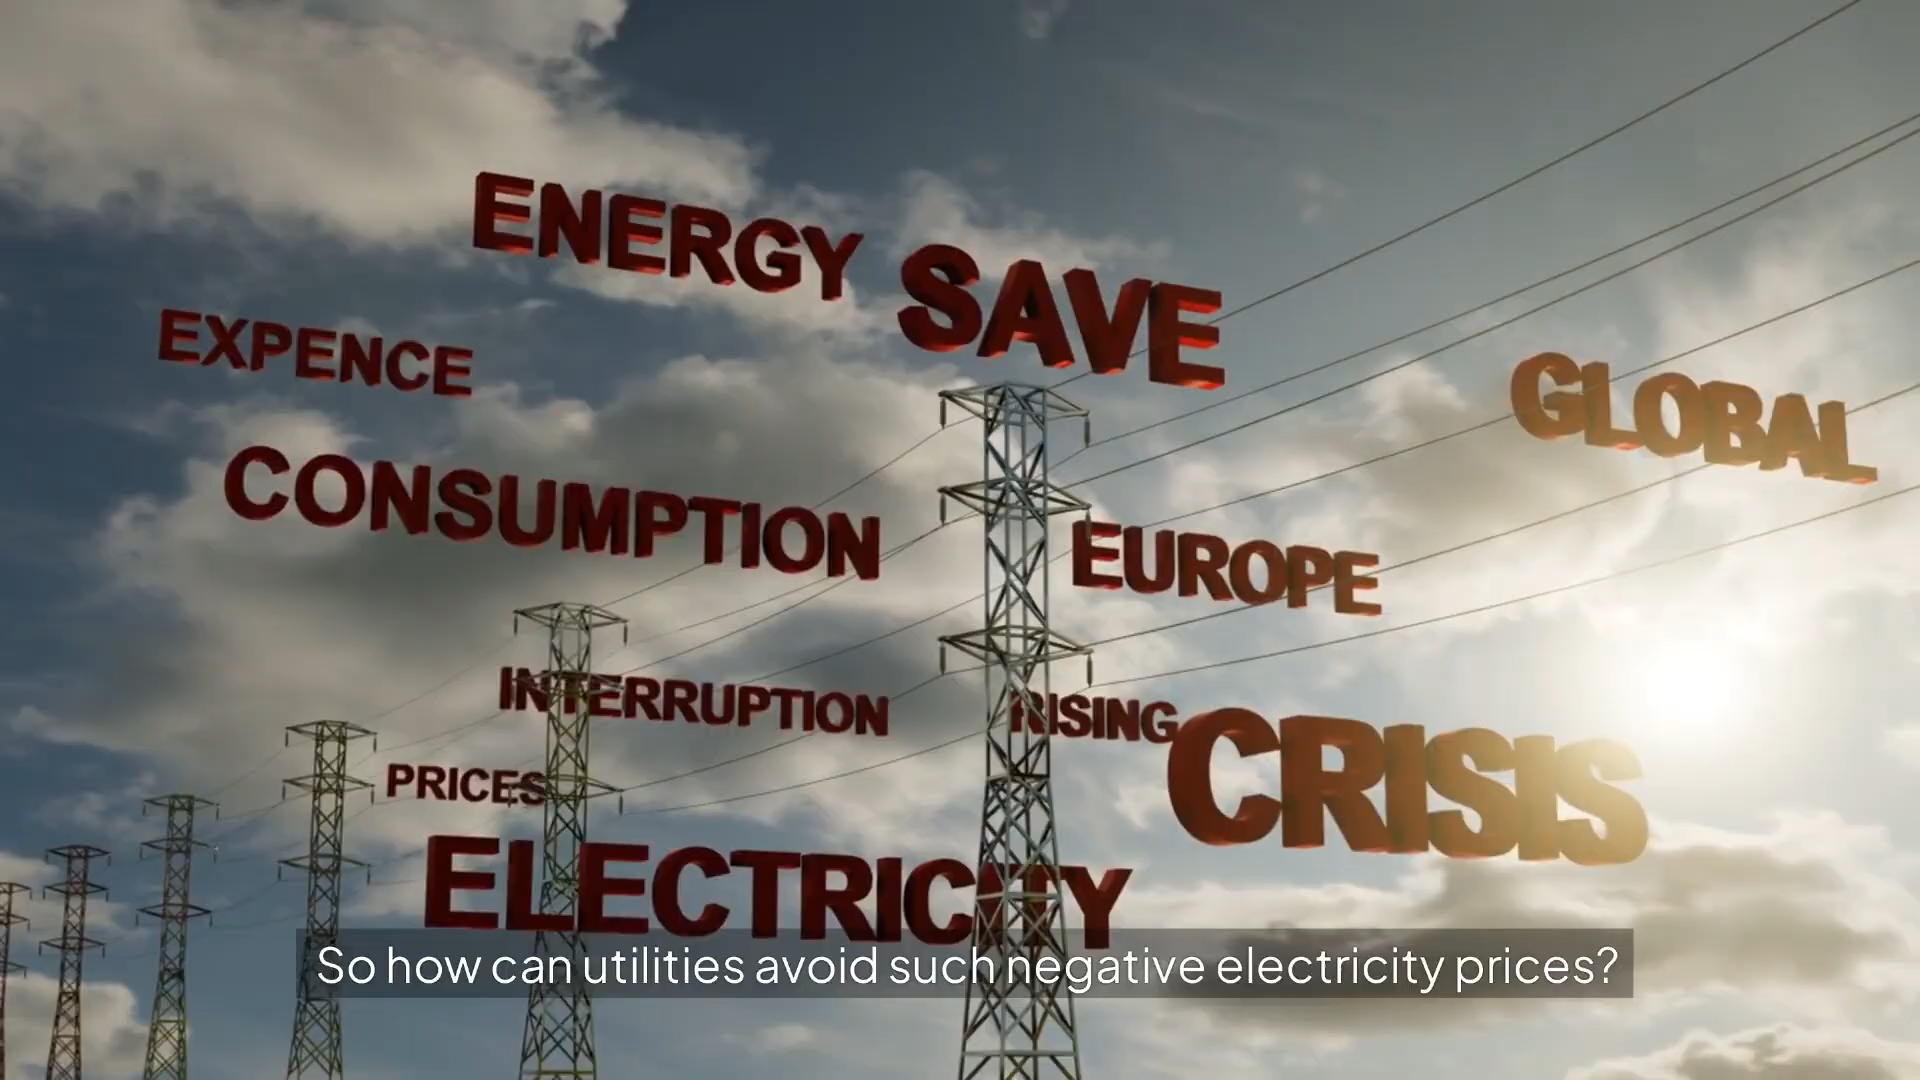 ENERGY SAVE
EXPENCE
GLOBAL
CONSUMPTION
EUROPE
INTERRUPTION
RISING
CRISIS
PRICES
ELECTRICITY
So how can utilities avoid such negative electricity prices?